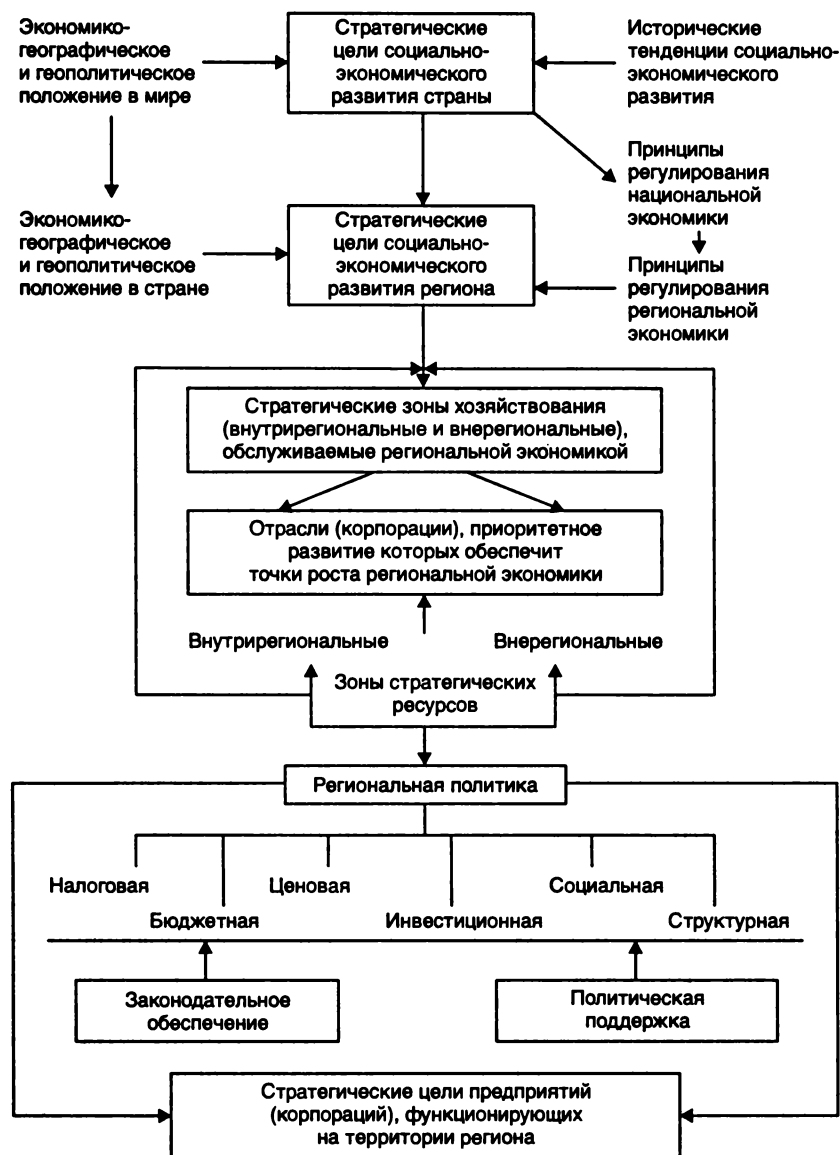 Экономико-
географическое
и геополитическое
положение в мире
Стратегические
цели социально-
экономического
развития страны
Исторические
тенденции социально-
экономического
развития
Принципы
регулирования
национальной
экономики
Экономико-
географическое
и геополитическое
положение в стране
Стратегические
цели социально-
экономического
развития региона
Принципы
регулирования
региональной
экономики
Стратегические зоны хозяйствования
(внутрирегиональные и внерегиональные),
обслуживаемые региональной экономикой
Отрасли (корпорации), приоритетное
развитие которых обеспечит
точки роста региональной экономики
Внутрирегиональные
Внерегиональные
Зоны стратегических
ресурсов
Региональная политика
Налоговая
Ценовая
Социальная
Бюджетная
Инвестиционная
Структурная
Законодательное
обеспечение
Политическая
поддержка
Стратегические цели предприятий
(корпораций), функционирующих
на территории региона